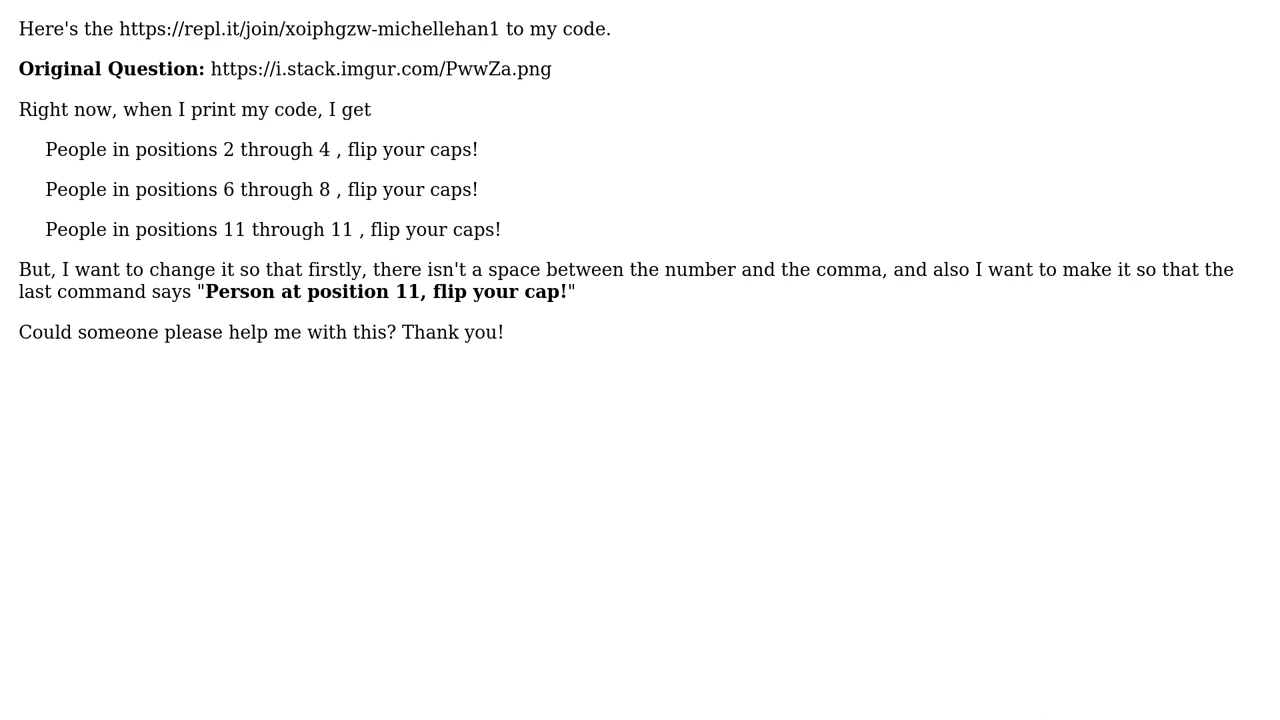 Here's the https://repl.it/join/xoiphgzw-michellehan1 to my code.
Original Question: https://i.stack.imgur.com/PwwZa.png
Right now, when I print my code, I get
People in positions 2 through 4 , flip your caps!
People in positions 6 through 8 , flip your caps!
People in positions 11 through 11 , flip your caps!
But, I want to change it so that firstly, there isn't a space between the number and the comma, and also I want to make it so that the
last command says "Person at position 11, flip your cap!"
Could someone please help me with this? Thank you!